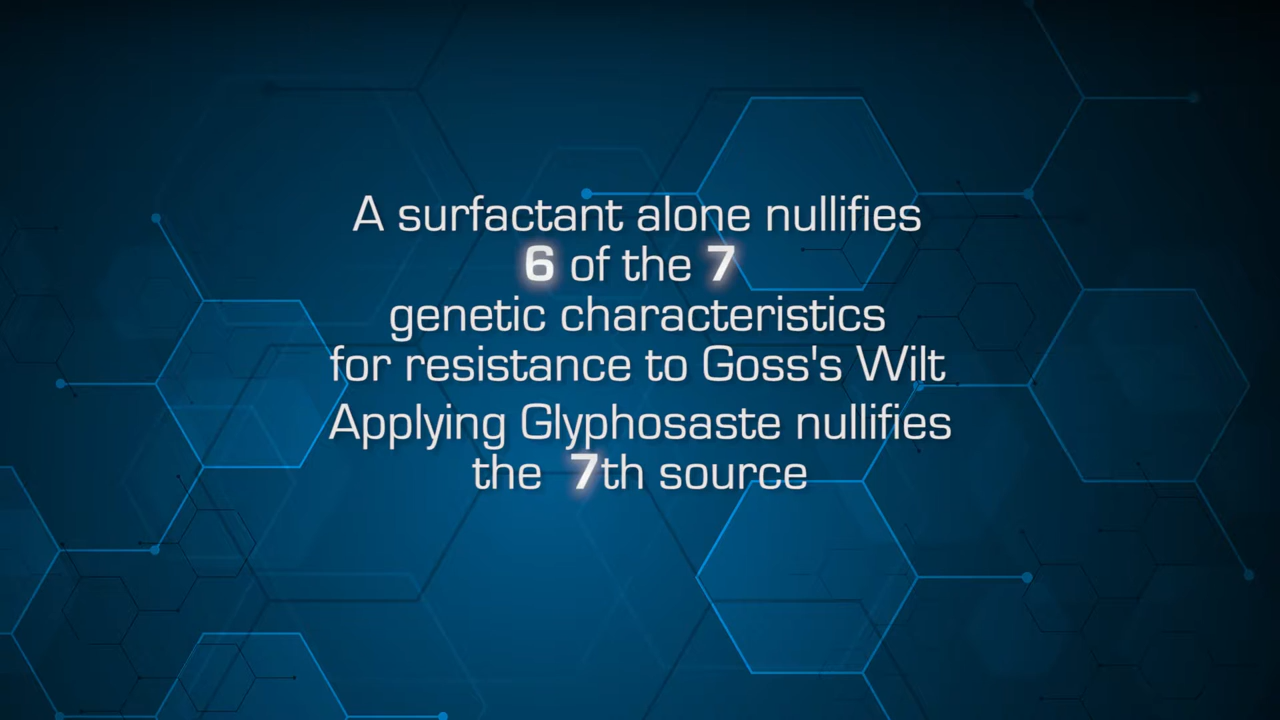 A surfactant alone nullifies
6 of the 7
genetic characteristics
for resistance to Goss's Wilt
Applying Glyphosaste nullifies
the 7th source